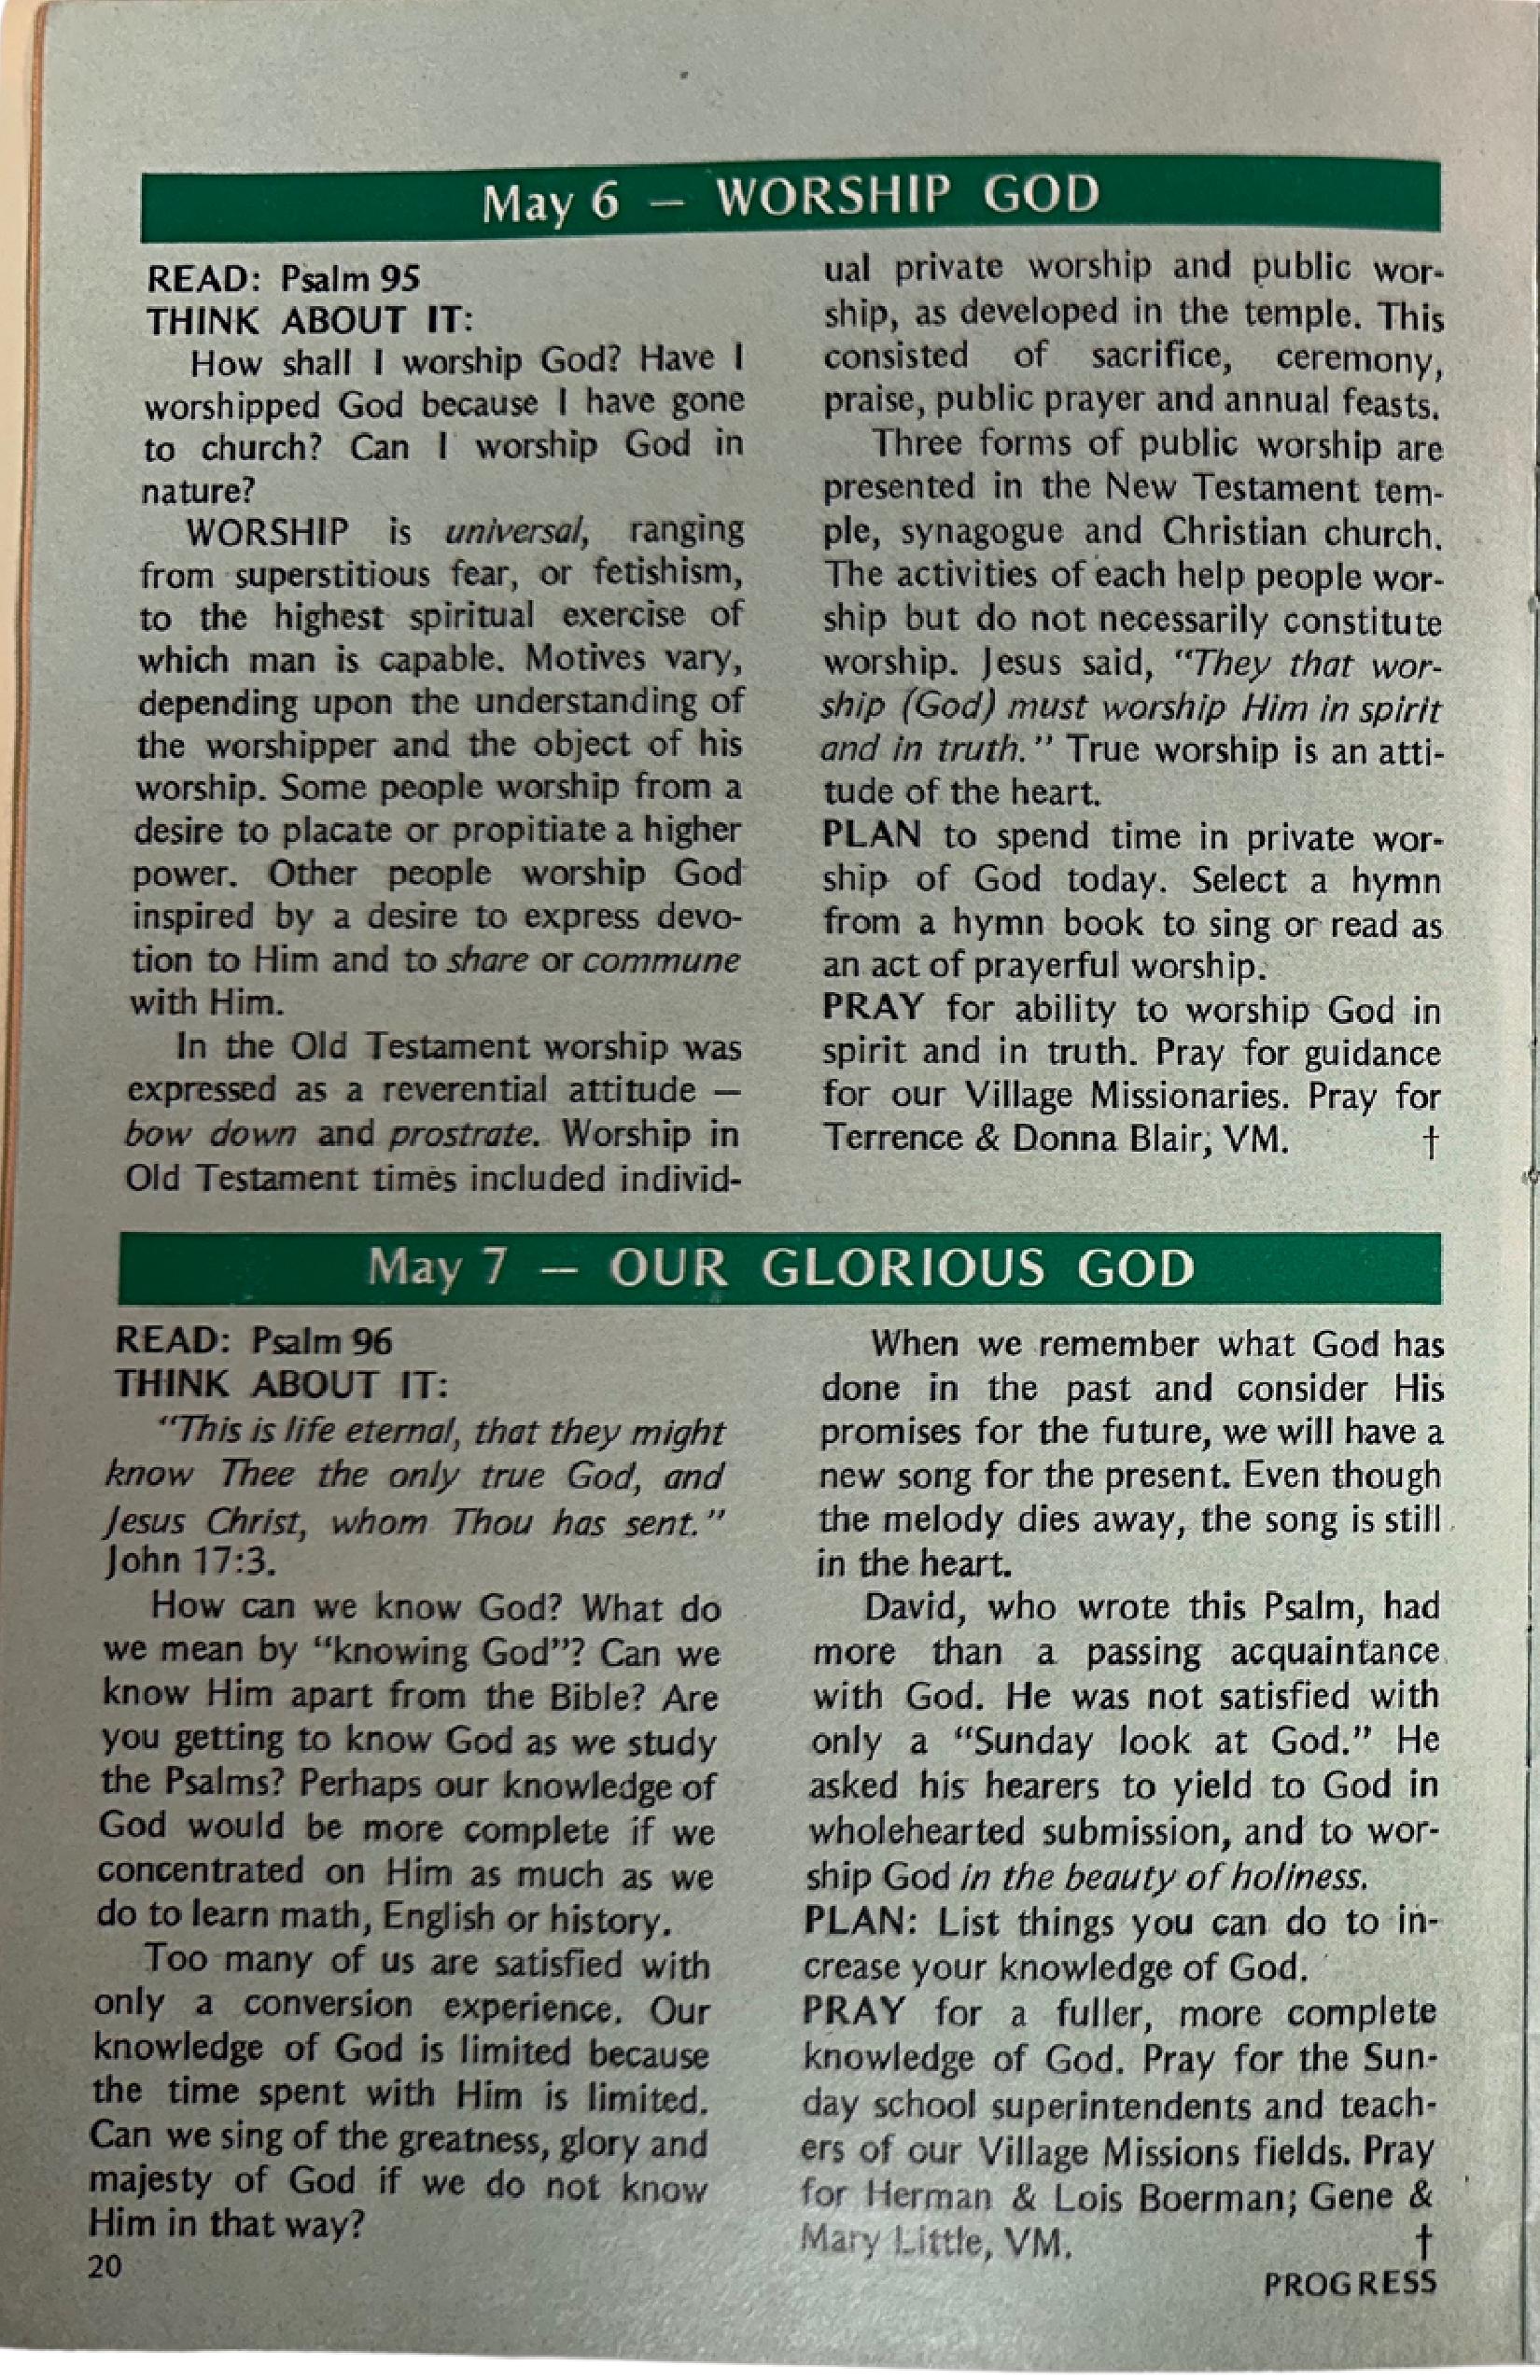 May 6 — WORSHIP GOD
READ: Psalm 95
THINK ABOUT IT:
How shall I worship God? Have I
worshipped God because I have gone
to church? Can I worship God in
nature?
WORSHIP is universal, ranging
from superstitious fear, or fetishism,
to the highest spiritual exercise of
which man is capable. Motives vary,
depending upon the understanding of
the worshipper and the object of his
worship. Some people worship from a
desire to placate or propitiate a higher
power. Other people worship God
inspired by a desire to express devo-
tion to Him and to share or commune
with Him.
In the Old Testament worship was
expressed as a reverential attitude —
bow down and prostrate. Worship in
Old Testament times included individ-
ual private worship and public wor-
ship, as developed in the temple. This
consisted of sacrifice, ceremony,
praise, public prayer and annual feasts.
Three forms of public worship are
presented in the New Testament tem-
ple, synagogue and Christian church.
The activities of each help people wor-
ship but do not necessarily constitute
worship. Jesus said, “They that wor-
ship (God) must worship Him in spirit
and in truth.” True worship is an atti-
tude of the heart.
PLAN to spend time in private wor-
ship of God today. Select a hymn
from a hymn book to sing or read as
an act of prayerful worship.
PRAY for ability to worship God in
spirit and in truth. Pray for guidance
for our Village Missionaries. Pray for
Terrence & Donna Blair, VM. †
May 7 — OUR GLORIOUS GOD
READ: Psalm 96
THINK ABOUT IT:
“This is life eternal, that they might
know Thee the only true God, and
Jesus Christ, whom Thou has sent.”
John 17:3.
How can we know God? What do
we mean by “knowing God”? Can we
know Him apart from the Bible? Are
you getting to know God as we study
the Psalms? Perhaps our knowledge of
God would be more complete if we
concentrated on Him as much as we
do to learn math, English or history.
Too many of us are satisfied with
only a conversion experience. Our
knowledge of God is limited because
the time spent with Him is limited.
Can we sing of the greatness, glory and
majesty of God if we do not know
Him in that way?
When we remember what God has
done in the past and consider His
promises for the future, we will have a
new song for the present. Even though
the melody dies away, the song is still
in the heart.
David, who wrote this Psalm, had
more than a passing acquaintance
with God. He was not satisfied with
only a “Sunday look at God.” He
asked his hearers to yield to God in
wholehearted submission, and to wor-
ship God in the beauty of holiness.
PLAN: List things you can do to in-
crease your knowledge of God.
PRAY for a fuller, more complete
knowledge of God. Pray for the Sun-
day school superintendents and teach-
ers of our Village Missions fields. Pray
for Herman & Lois Boerman; Gene &
Mary Little, VM. †
20
PROGRESS